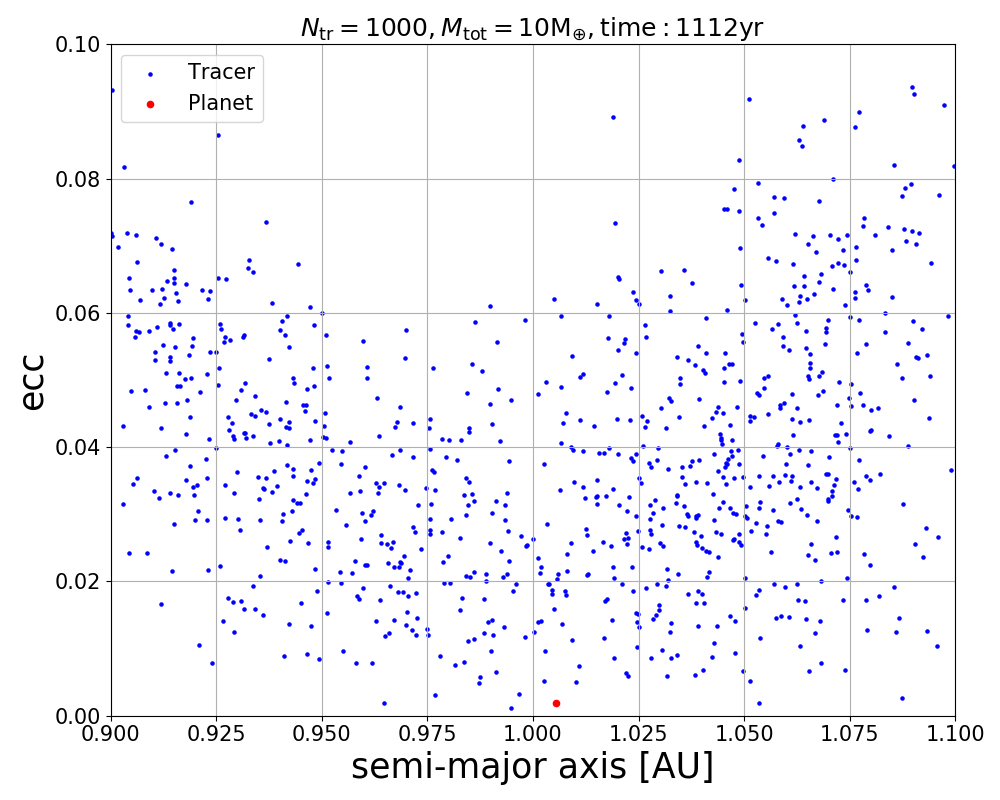 N_tr = 1000, M_tot = 10M_⊕, time : 1112yr
Tracer
Planet
ecc
0.10
0.08
0.06
0.04
0.02
0.00
0.900 0.925 0.950 0.975 1.000 1.025 1.050 1.075 1.100
semi-major axis [AU]